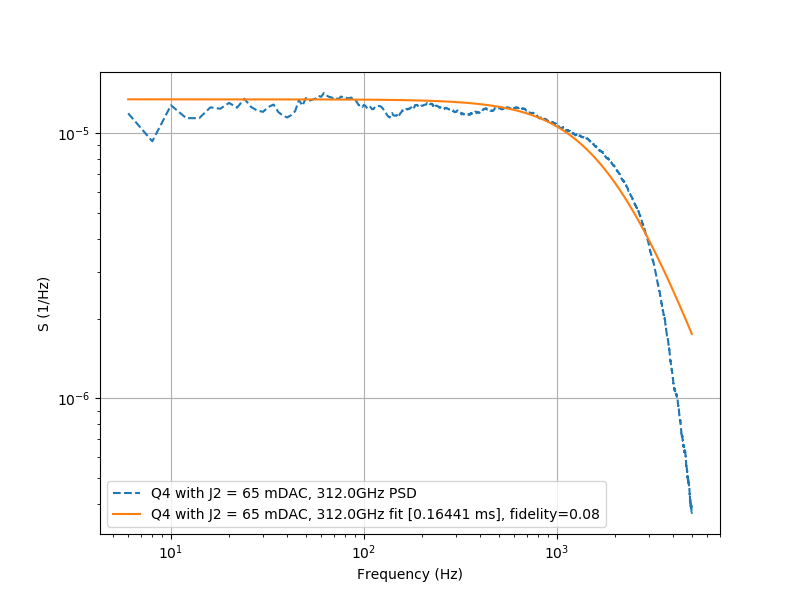 10⁻⁵
10⁻⁶
S (1/Hz)
Q4 with J2 = 65 mDAC, 312.0GHz PSD
Q4 with J2 = 65 mDAC, 312.0GHz fit [0.16441 ms], fidelity=0.08
10¹ 10² 10³
Frequency (Hz)